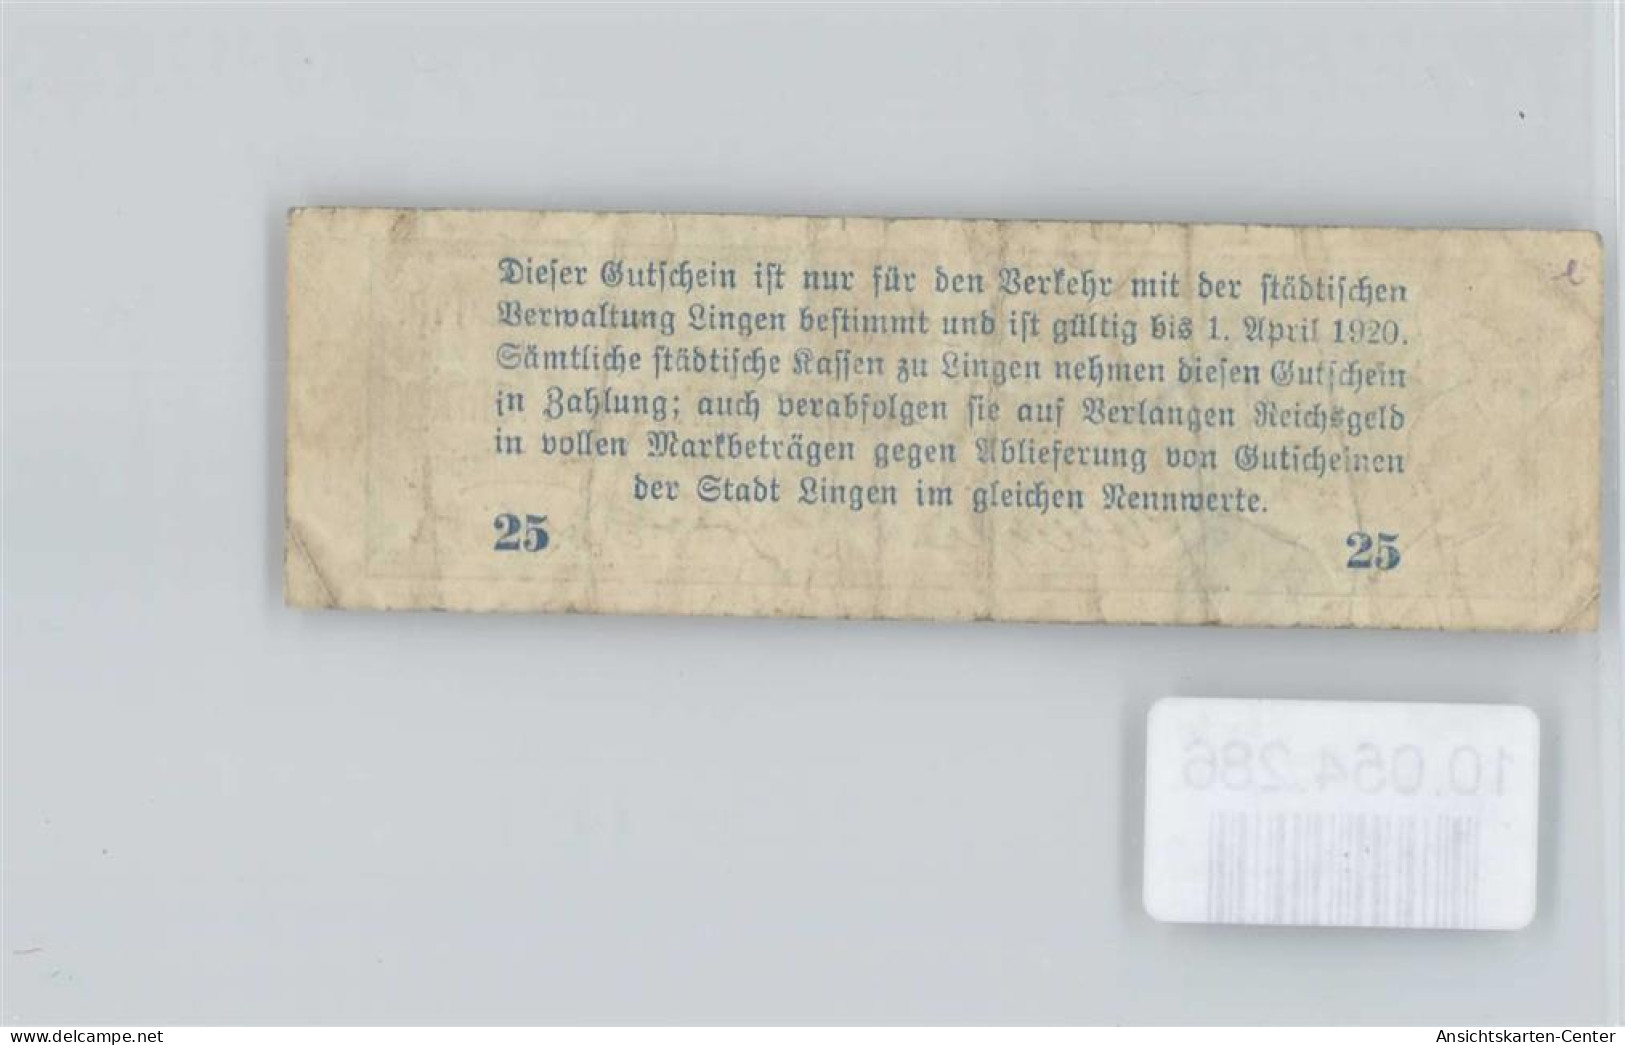 Dieser Gutschein ist nur für den Verkehr mit der städtischen
Verwaltung Lingen bestimmt und ist gültig bis 1. April 1920.
Sämtliche städtische Kassen zu Lingen nehmen diesen Gutschein
in Zahlung; auch verabfolgen sie auf Verlangen Reichsgeld
in vollen Markbeträgen gegen Ablieferung von Gutscheinen
der Stadt Lingen im gleichen Nennwerte.
25 25
10.054.286
www.delcampe.net
Ansichtskarten-Center